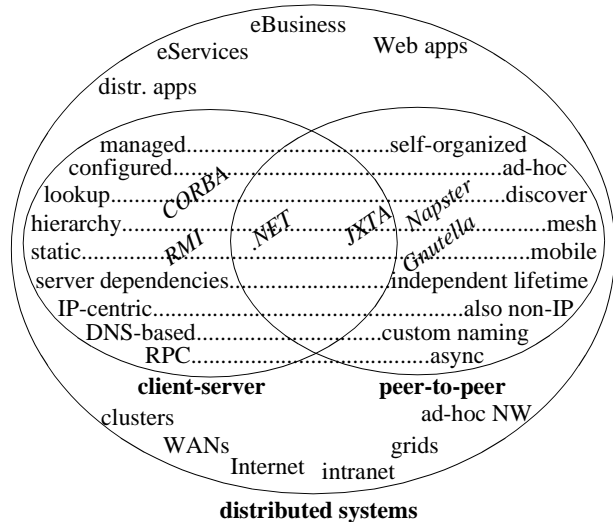 eBusiness
eServices
Web apps
distr. apps
managed..................................self-organized
configured..................................................ad-hoc
lookup...............................................................discover
hierarchy...............................................................mesh
static..................................................................mobile
server dependencies..........................independent lifetime
IP-centric..................................................also non-IP
DNS-based................................custom naming
RPC.......................................async
CORBA
RMI
.NET
JXTA
Napster
Gnutella
client-server
peer-to-peer
clusters
ad-hoc NW
WANs
grids
Internet
intranet
distributed systems